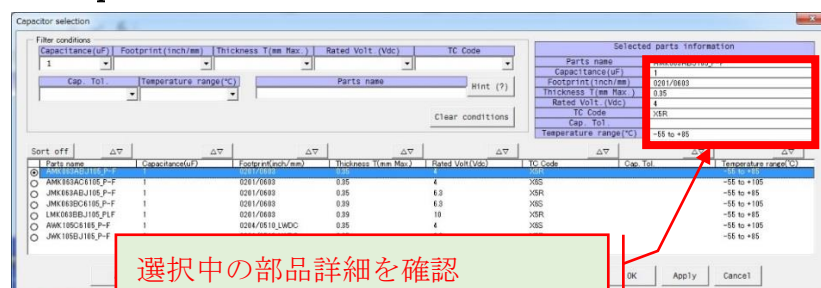 Capacitor selection
Filter conditions
Capacitance(uF) Footprint(inch/mm) Thickness T(mm Max.) Rated Volt.(Vdc) TC Code
1
Cap. Tol. Temperature range(℃) Parts name
Hint (?)
Clear conditions
Selected parts information
Parts name
Capacitance(uF) 1
Footprint(inch/mm) 0201/0603
Thickness T(mm Max.) 0.35
Rated Volt.(Vdc) 4
TC Code X5R
Cap. Tol.
Temperature range(℃) -55 to +85
Sort off △▽ △▽ △▽ △▽ △▽ △▽ △▽ △▽
Parts name Capacitance(uF) Footprint(inch/mm) Thickness T(mm Max.) Rated Volt(Vdc) TC Code Cap. Tol. Temperature range(℃)
AMK063ABJ105_P-F 1 0201/0603 0.35 4 X5R -55 to +85
AMK063AC6105_P-F 1 0201/0603 0.35 4 X6S -55 to +105
JMK063ABJ105_P-F 1 0201/0603 0.35 6.3 X5R -55 to +85
JMK063BC6105_P-F 1 0201/0603 0.39 6.3 X6S -55 to +105
LMK063BBJ105_PLF 1 0201/0603 0.39 10 X5R -55 to +85
AWK105C6105_P-F 1 0204/0510_LWDC 0.35 4 X6S -55 to +105
JWK105BJ105_P-F -55 to +85
選択中の部品詳細を確認
OK Apply Cancel